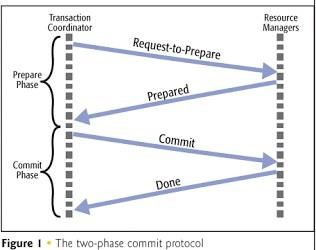 Transaction
Coordinator
Resource
Managers
Request-to-Prepare
Prepare
Phase
Prepared
Commit
Commit
Phase
Done
Figure 1 • The two-phase commit protocol